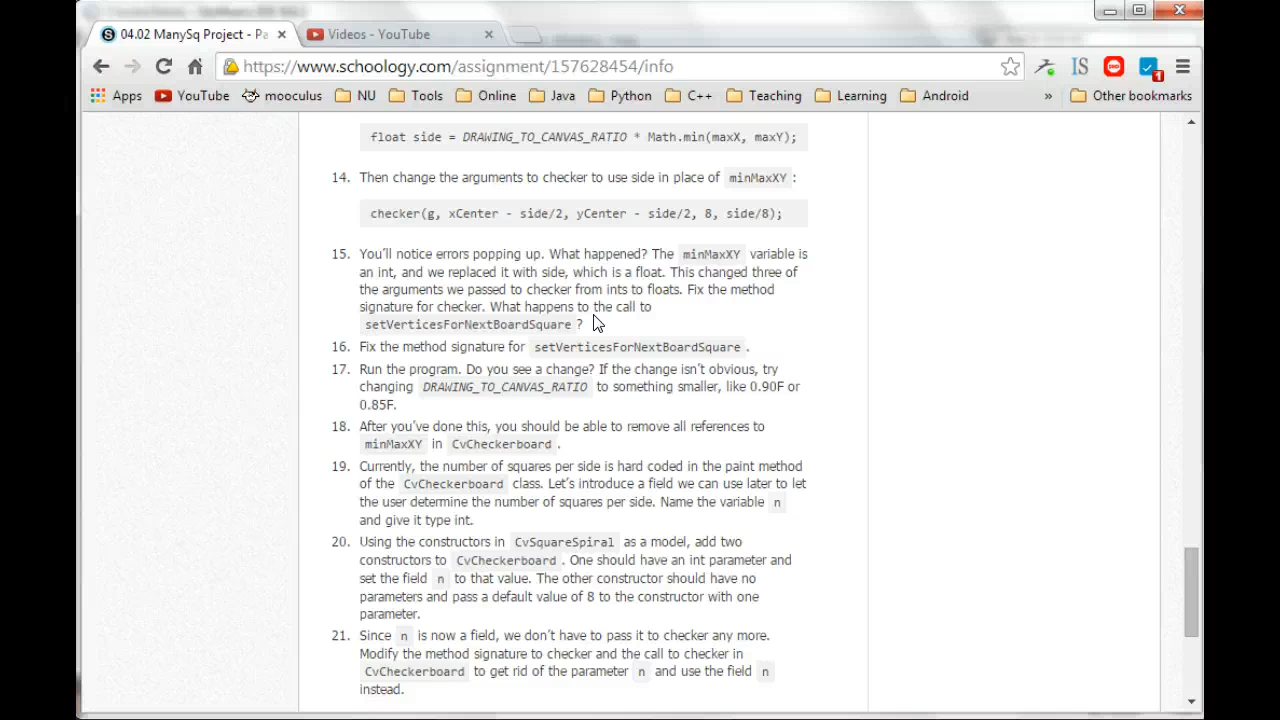 04.02 ManySq Project - Pa
Videos - YouTube
https://www.schoology.com/assignment/157628454/info
IS
1
Apps YouTube mooculus NU Tools Online Java Python C++ Teaching Learning Android » Other bookmarks
float side = DRAWING_TO_CANVAS_RATIO * Math.min(maxX, maxY);
14. Then change the arguments to checker to use side in place of minMaxXY :
checker(g, xCenter - side/2, yCenter - side/2, 8, side/8);
15. You'll notice errors popping up. What happened? The minMaxXY variable is
an int, and we replaced it with side, which is a float. This changed three of
the arguments we passed to checker from ints to floats. Fix the method
signature for checker. What happens to the call to
setVerticesForNextBoardSquare ?
16. Fix the method signature for setVerticesForNextBoardSquare .
17. Run the program. Do you see a change? If the change isn't obvious, try
changing DRAWING_TO_CANVAS_RATIO to something smaller, like 0.90F or
0.85F.
18. After you've done this, you should be able to remove all references to
minMaxXY in CvCheckerboard .
19. Currently, the number of squares per side is hard coded in the paint method
of the CvCheckerboard class. Let's introduce a field we can use later to let
the user determine the number of squares per side. Name the variable n
and give it type int.
20. Using the constructors in CvSquareSpiral as a model, add two
constructors to CvCheckerboard . One should have an int parameter and
set the field n to that value. The other constructor should have no
parameters and pass a default value of 8 to the constructor with one
parameter.
21. Since n is now a field, we don't have to pass it to checker any more.
Modify the method signature to checker and the call to checker in
CvCheckerboard to get rid of the parameter n and use the field n
instead.